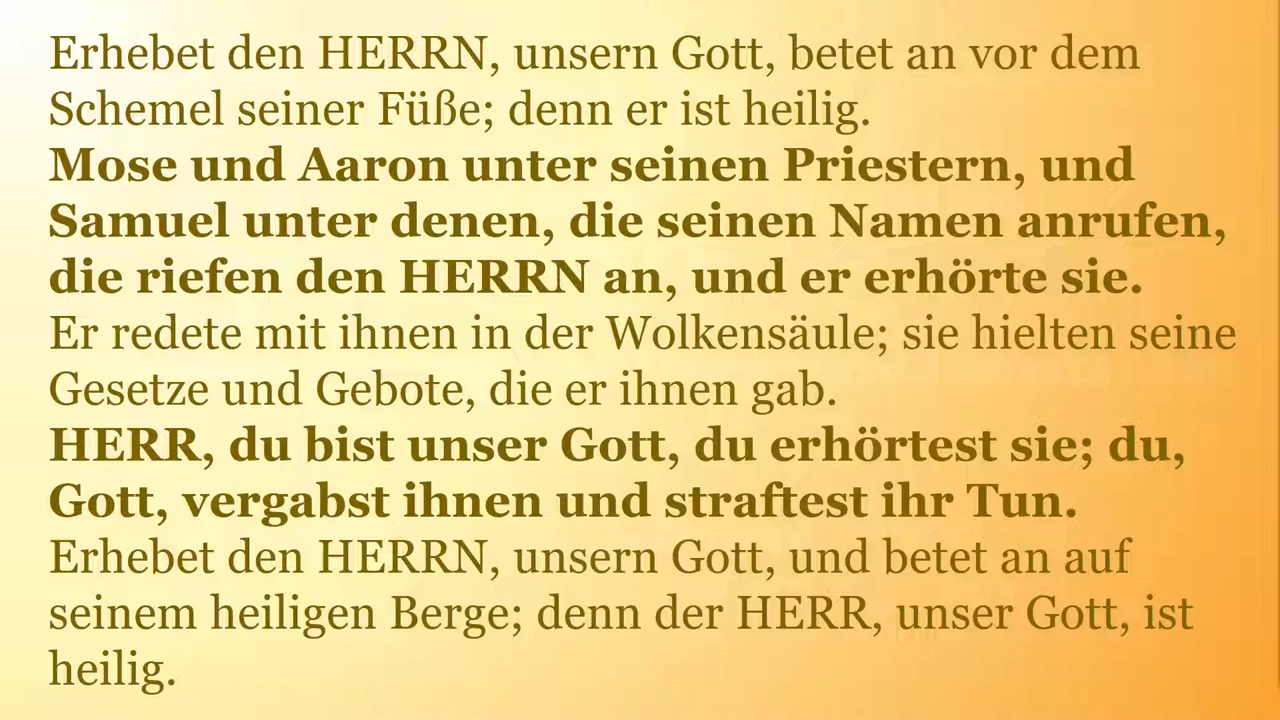 Erhebet den HERRN, unsern Gott, betet an vor dem
Schemel seiner Füße; denn er ist heilig.
Mose und Aaron unter seinen Priestern, und
Samuel unter denen, die seinen Namen anrufen,
die riefen den HERRN an, und er erhörte sie.
Er redete mit ihnen in der Wolkensäule; sie hielten seine
Gesetze und Gebote, die er ihnen gab.
HERR, du bist unser Gott, du erhörtest sie; du,
Gott, vergabst ihnen und straftest ihr Tun.
Erhebet den HERRN, unsern Gott, und betet an auf
seinem heiligen Berge; denn der HERR, unser Gott, ist
heilig.